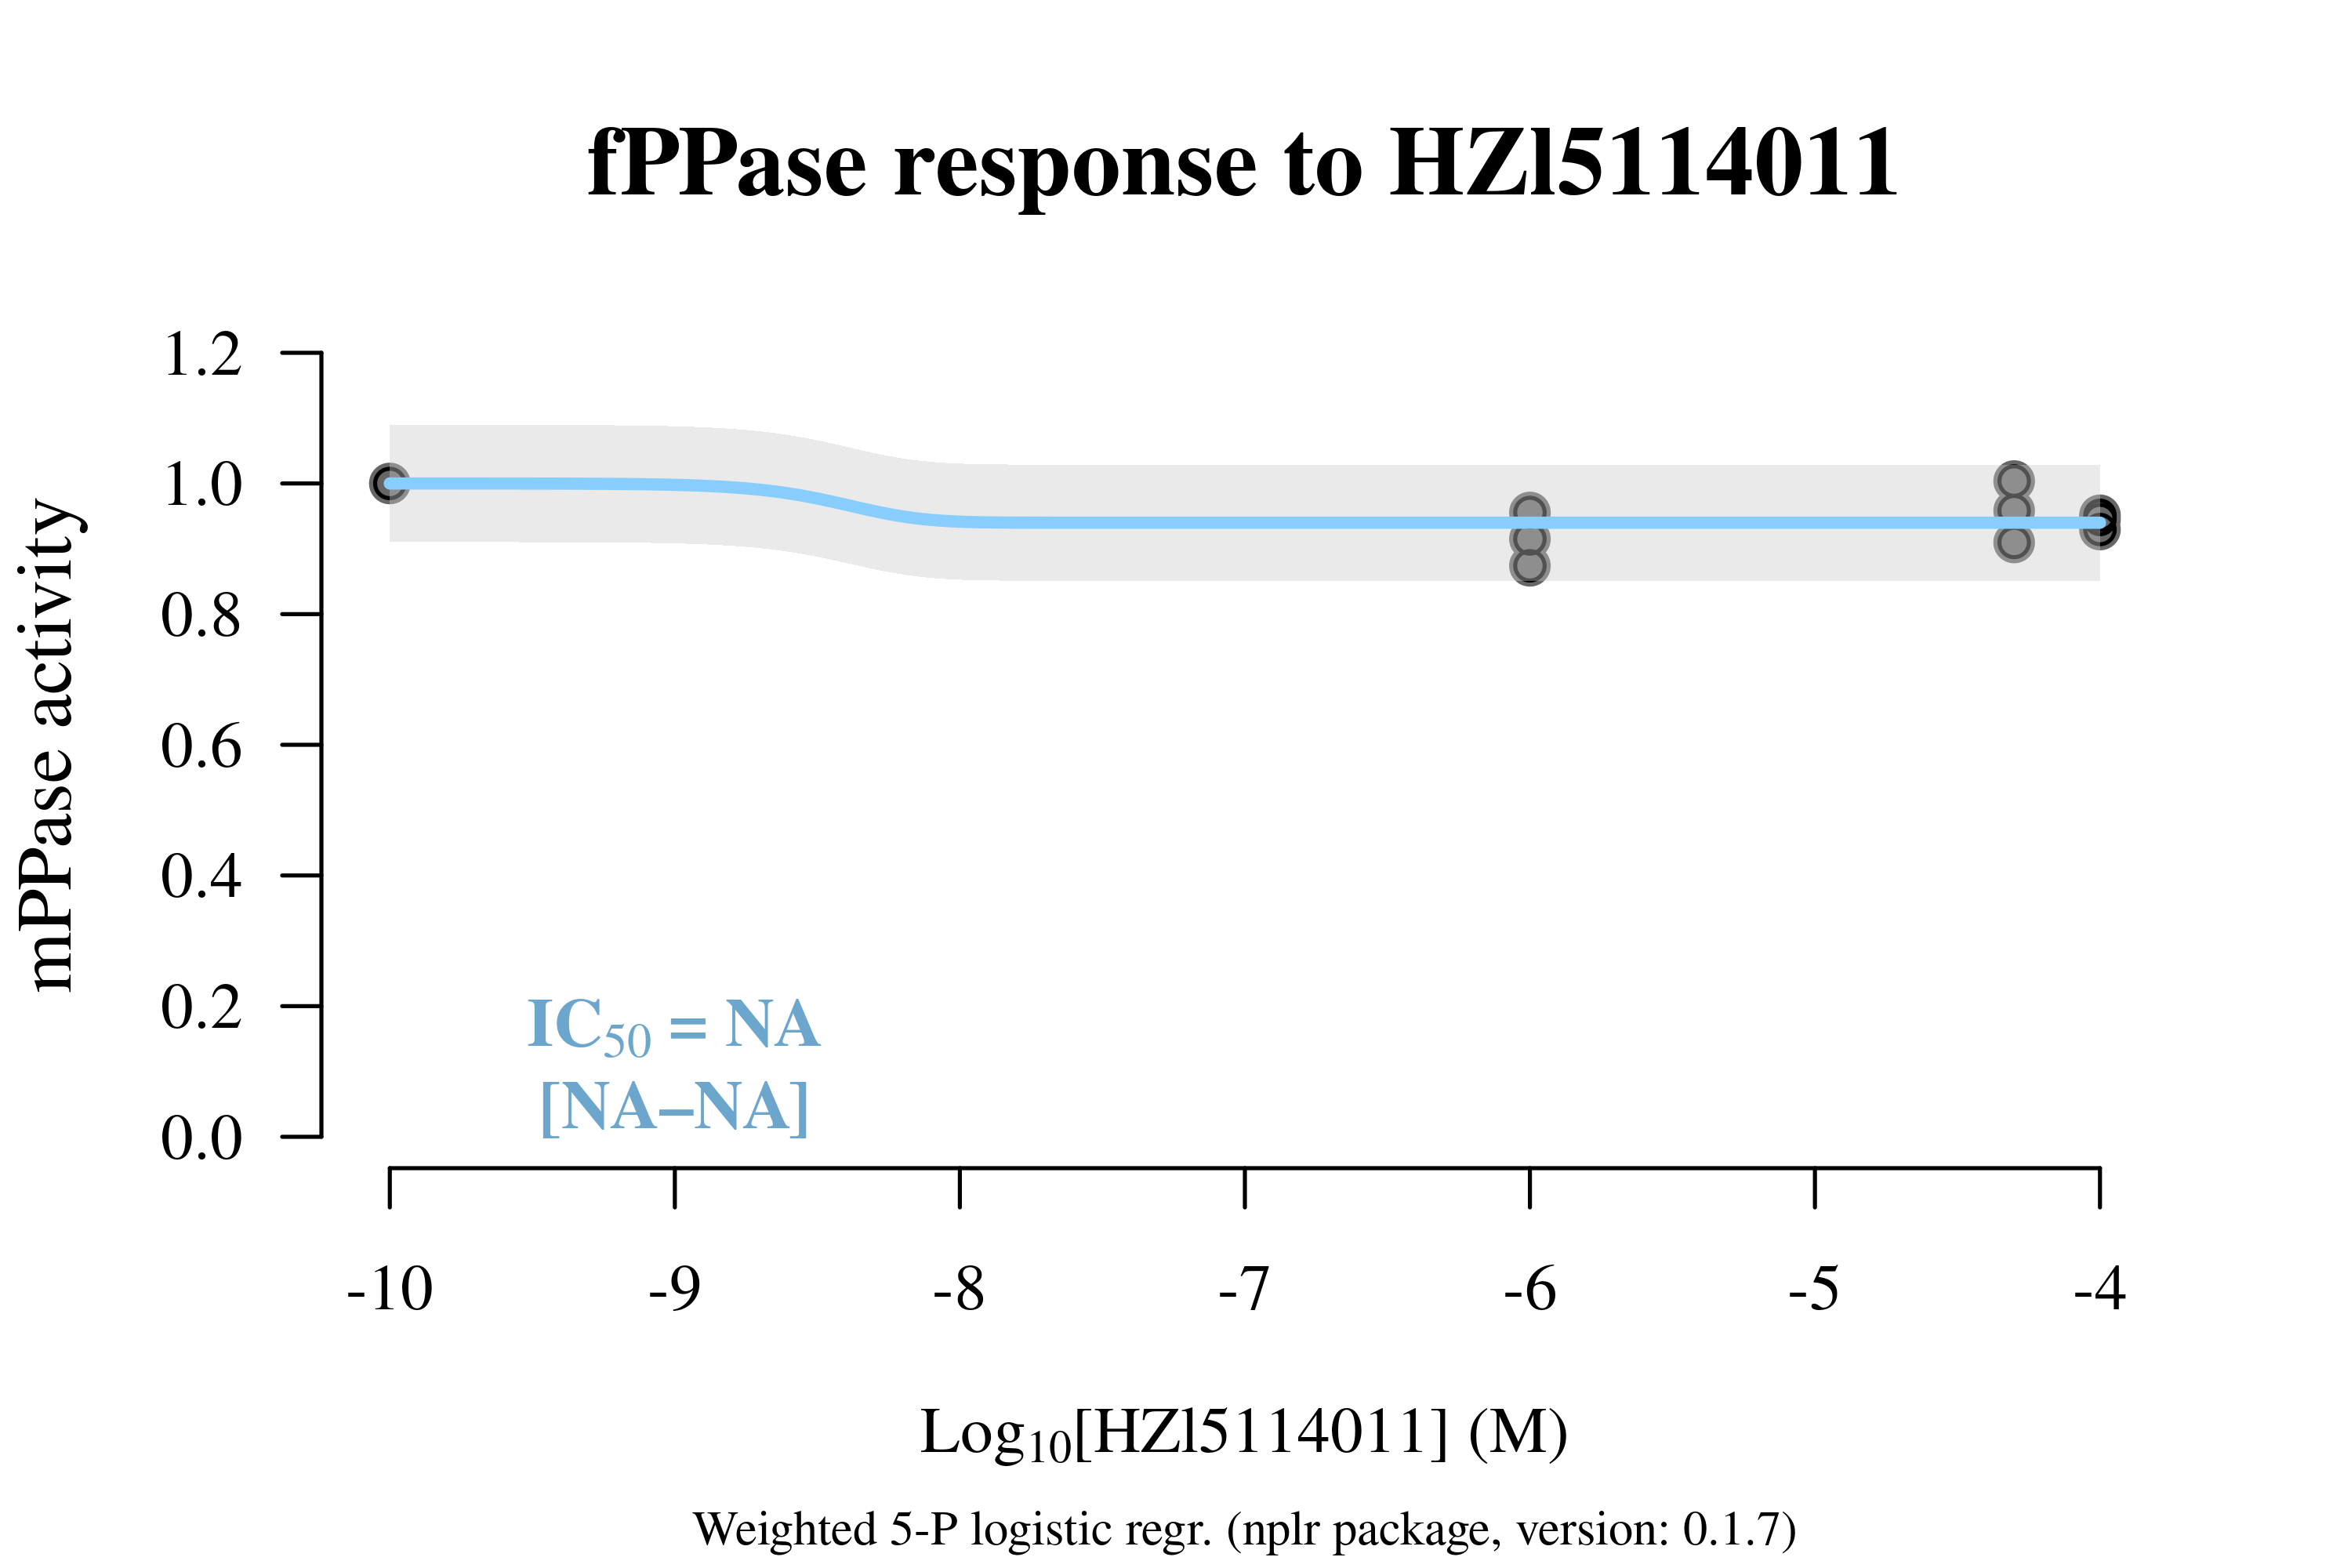 fPPase response to HZl5114011
mPPase activity
1.2
1.0
0.8
0.6
0.4
0.2
0.0
IC50 = NA
[NA–NA]
-10 -9 -8 -7 -6 -5 -4
Log10[HZl5114011] (M)
Weighted 5-P logistic regr. (nplr package, version: 0.1.7)